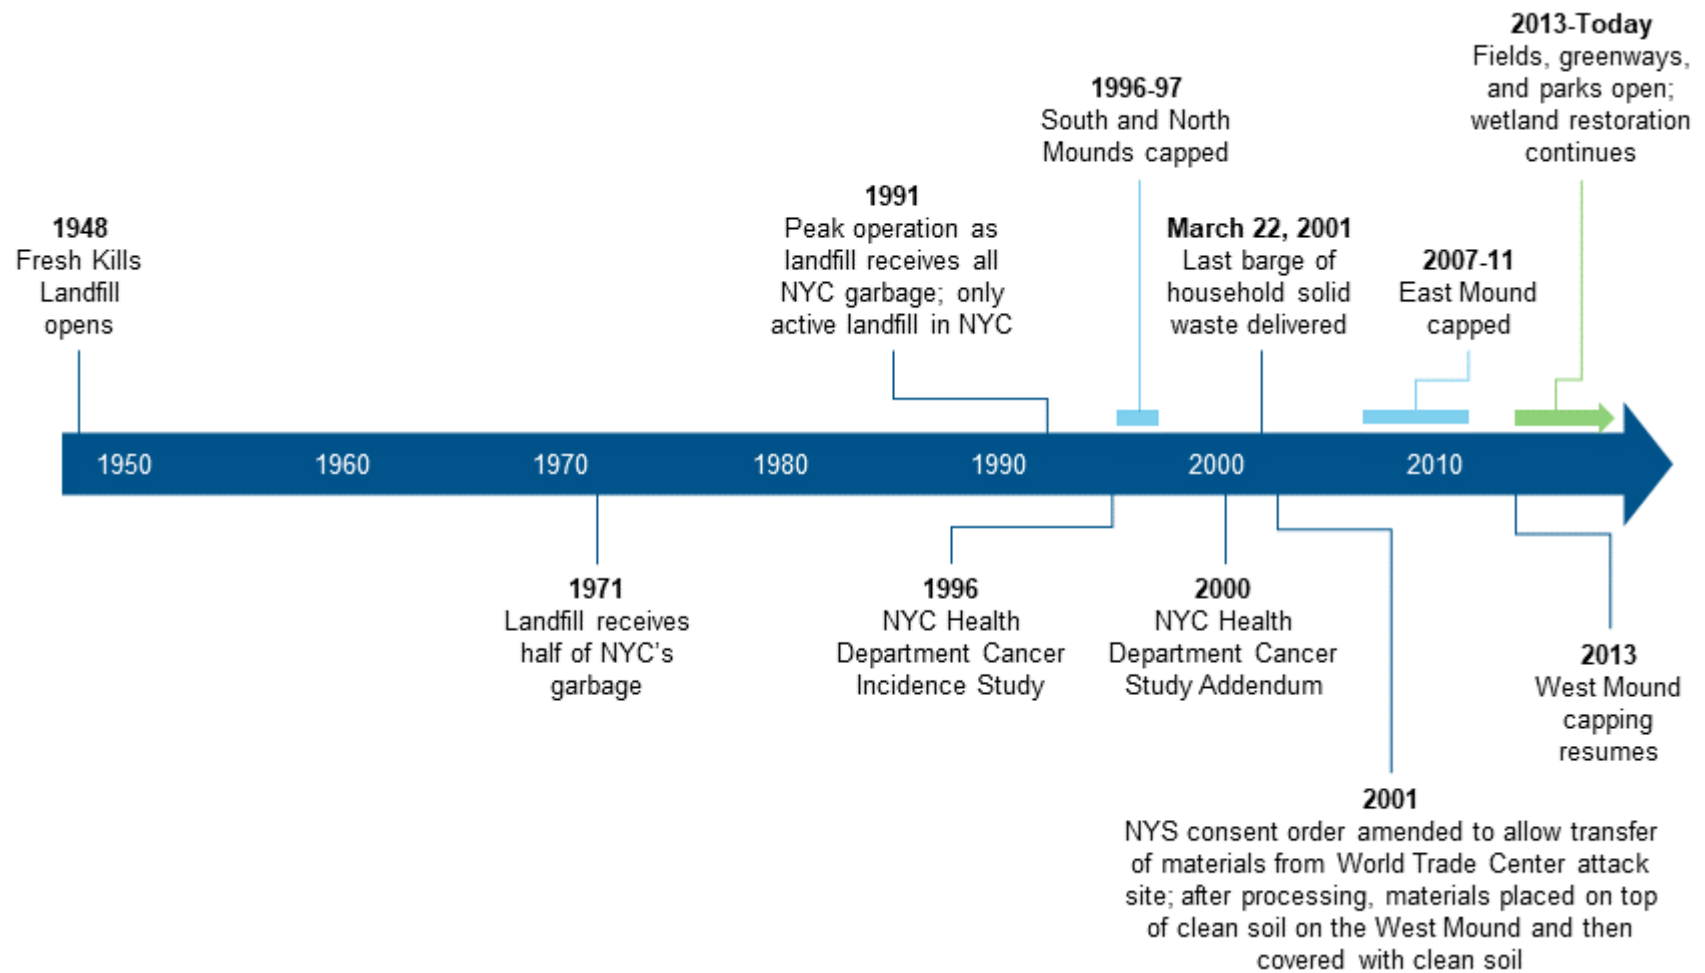 1948
Fresh Kills
Landfill
opens
1991
Peak operation as
landfill receives all
NYC garbage; only
active landfill in NYC
1996-97
South and North
Mounds capped
March 22, 2001
Last barge of
household solid
waste delivered
2007-11
East Mound
capped
2013-Today
Fields, greenways,
and parks open;
wetland restoration
continues
1950
1960
1970
1980
1990
2000
2010
1971
Landfill receives
half of NYC’s
garbage
1996
NYC Health
Department Cancer
Incidence Study
2000
NYC Health
Department Cancer
Study Addendum
2001
NYS consent order amended to allow transfer
of materials from World Trade Center attack
site; after processing, materials placed on top
of clean soil on the West Mound and then
covered with clean soil
2013
West Mound
capping
resumes